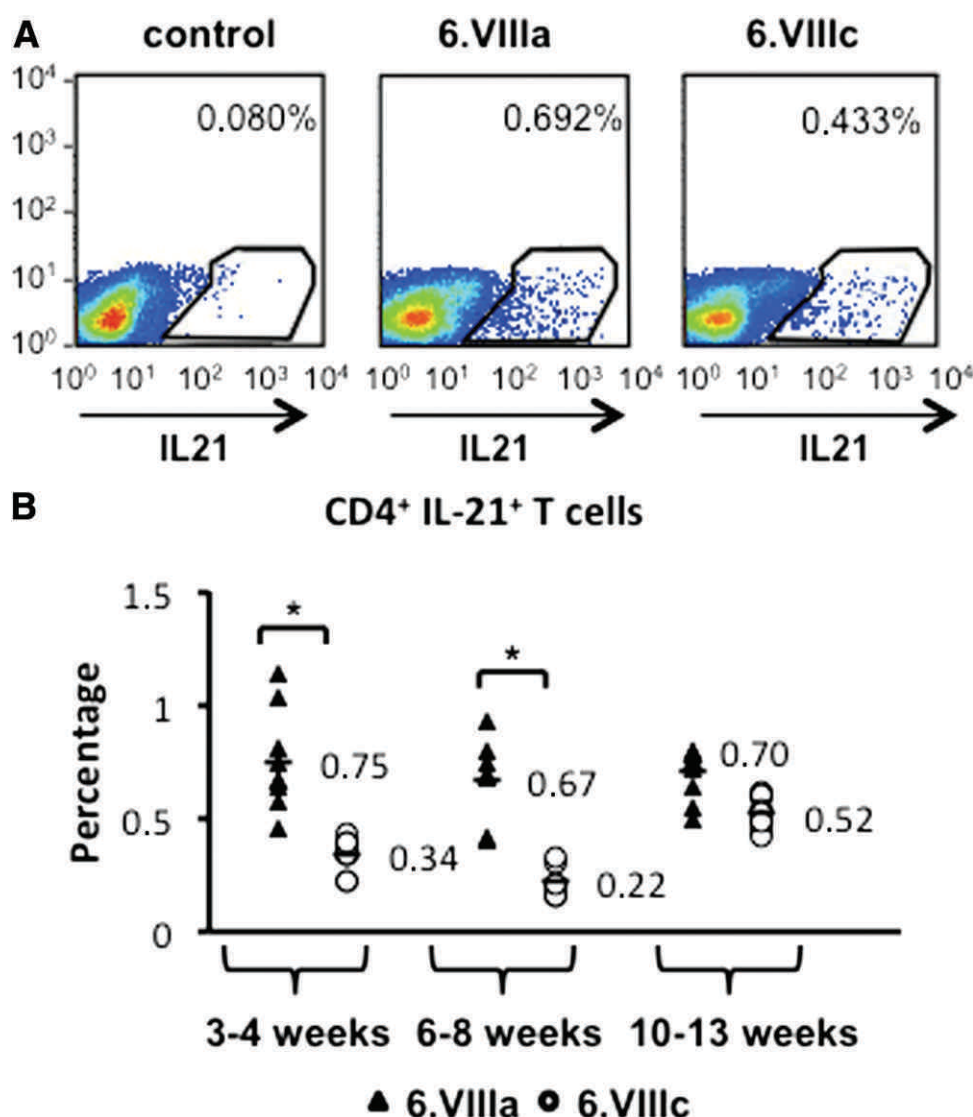 A
control 6.VIIIa 6.VIIIc
10⁴
0.080% 0.692% 0.433%
10³
10²
10¹
10⁰
10⁰ 10¹ 10² 10³ 10⁴ 10⁰ 10¹ 10² 10³ 10⁴ 10⁰ 10¹ 10² 10³ 10⁴
IL21 IL21 IL21
B
CD4⁺ IL-21⁺ T cells
Percentage
1.5
* *
1
0.75 0.67 0.70
0.5
0.34 0.22 0.52
0
3-4 weeks 6-8 weeks 10-13 weeks
▲ 6.VIIIa o 6.VIIIc